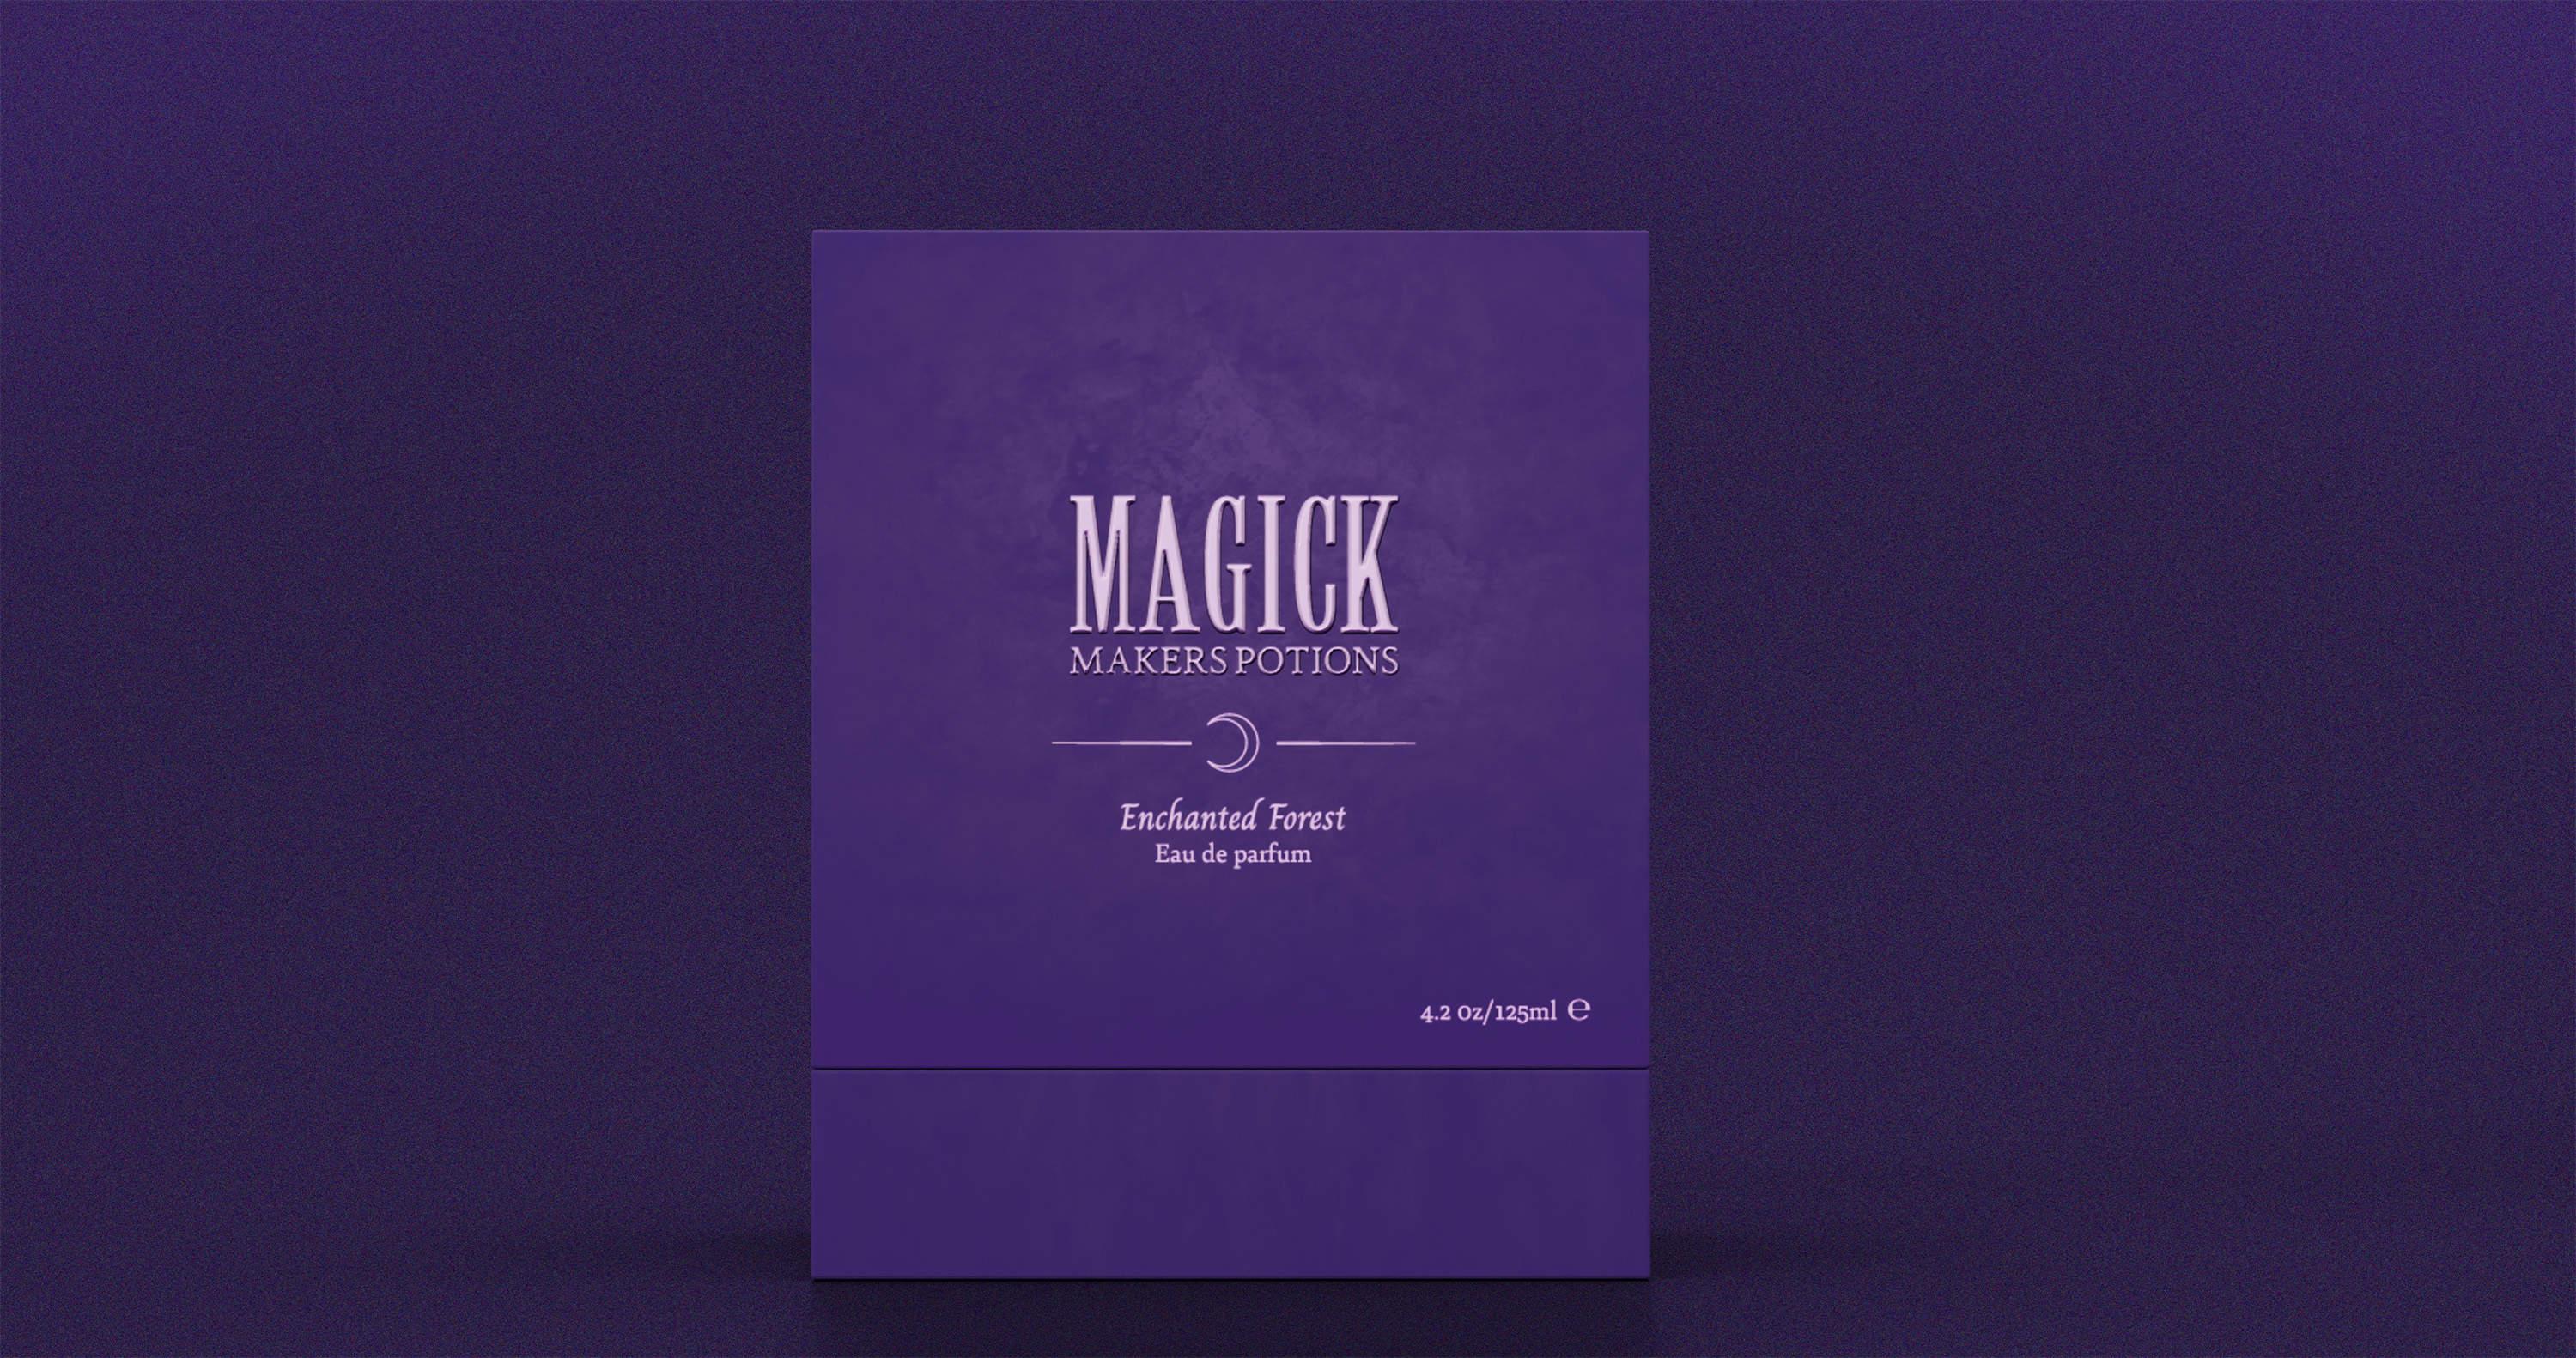 MAGICK
MAKERS POTIONS
Enchanted Forest
Eau de parfum
4.2 Oz/125ml ℮